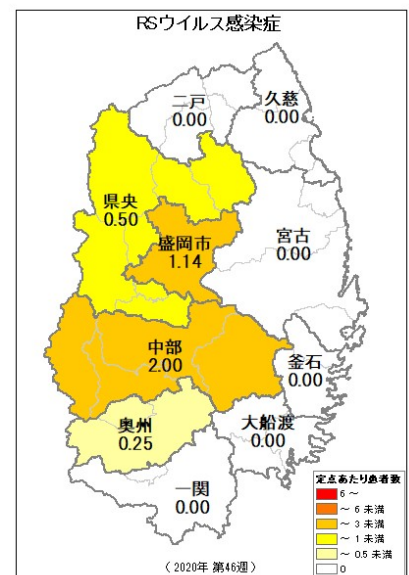 RSウイルス感染症
二戸
0.00
久慈
0.00
県央
0.50
盛岡市
1.14
宮古
0.00
中部
2.00
釜石
0.00
奥州
0.25
大船渡
0.00
一関
0.00
定点あたり患者数
6 ～
～ 6 未満
～ 3 未満
～ 1 未満
～ 0.5 未満
0
（ 2020年 第46週）